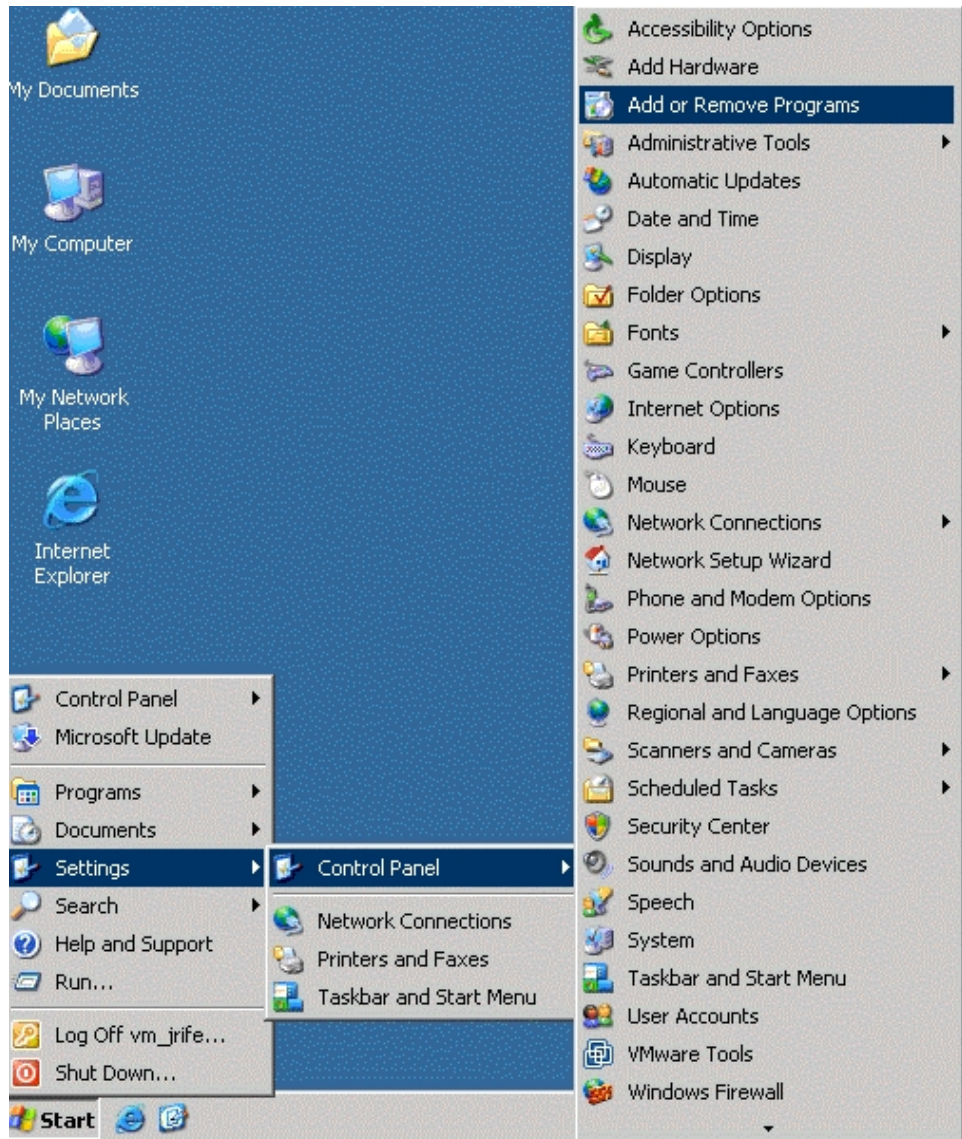 My Documents
My Computer
My Network
Places
Internet
Explorer
Control Panel
Microsoft Update
Programs
Documents
Settings
Search
Help and Support
Run...
Log Off vm_jrife...
Shut Down...
Start
Control Panel
Network Connections
Printers and Faxes
Taskbar and Start Menu
Accessibility Options
Add Hardware
Add or Remove Programs
Administrative Tools
Automatic Updates
Date and Time
Display
Folder Options
Fonts
Game Controllers
Internet Options
Keyboard
Mouse
Network Connections
Network Setup Wizard
Phone and Modem Options
Power Options
Printers and Faxes
Regional and Language Options
Scanners and Cameras
Scheduled Tasks
Security Center
Sounds and Audio Devices
Speech
System
Taskbar and Start Menu
User Accounts
VMware Tools
Windows Firewall